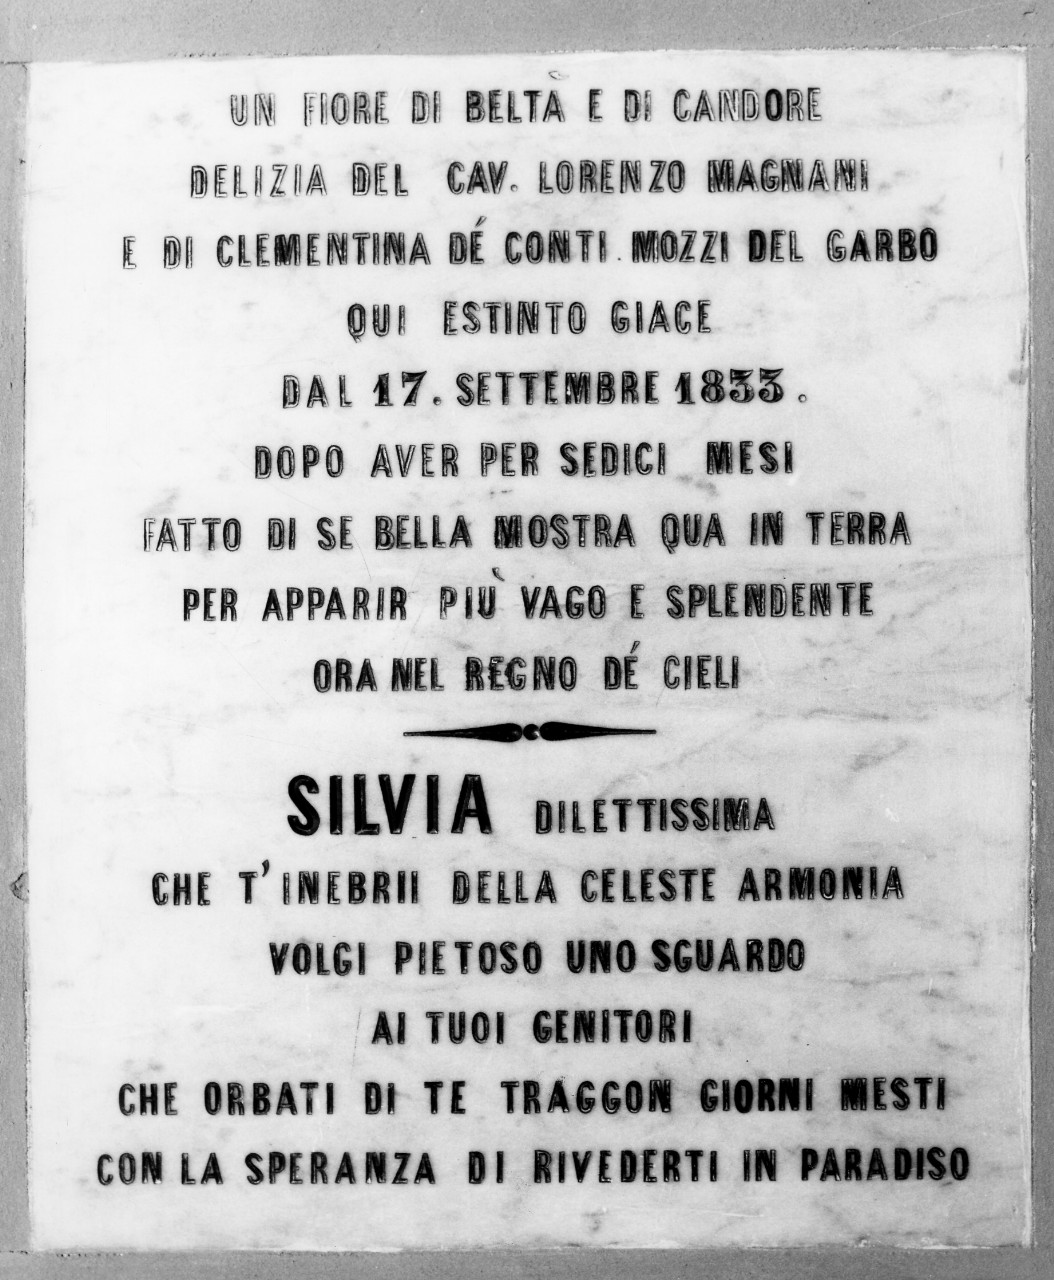 UN FIORE DI BELTÀ E DI CANDORE
DELIZIA DEL CAV. LORENZO MAGNANI
E DI CLEMENTINA DÉ CONTI MOZZI DEL GARBO
QUI ESTINTO GIACE
DAL 17. SETTEMBRE 1833.
DOPO AVER PER SEDICI MESI
FATTO DI SE BELLA MOSTRA QUA IN TERRA
PER APPARIR PIÙ VAGO E SPLENDENTE
ORA NEL REGNO DÉ CIELI
SILVIA DILETTISSIMA
CHE T'INEBRII DELLA CELESTE ARMONIA
VOLGI PIETOSO UNO SGUARDO
AI TUOI GENITORI
CHE ORBATI DI TE TRAGGON GIORNI MESTI
CON LA SPERANZA DI RIVEDERTI IN PARADISO